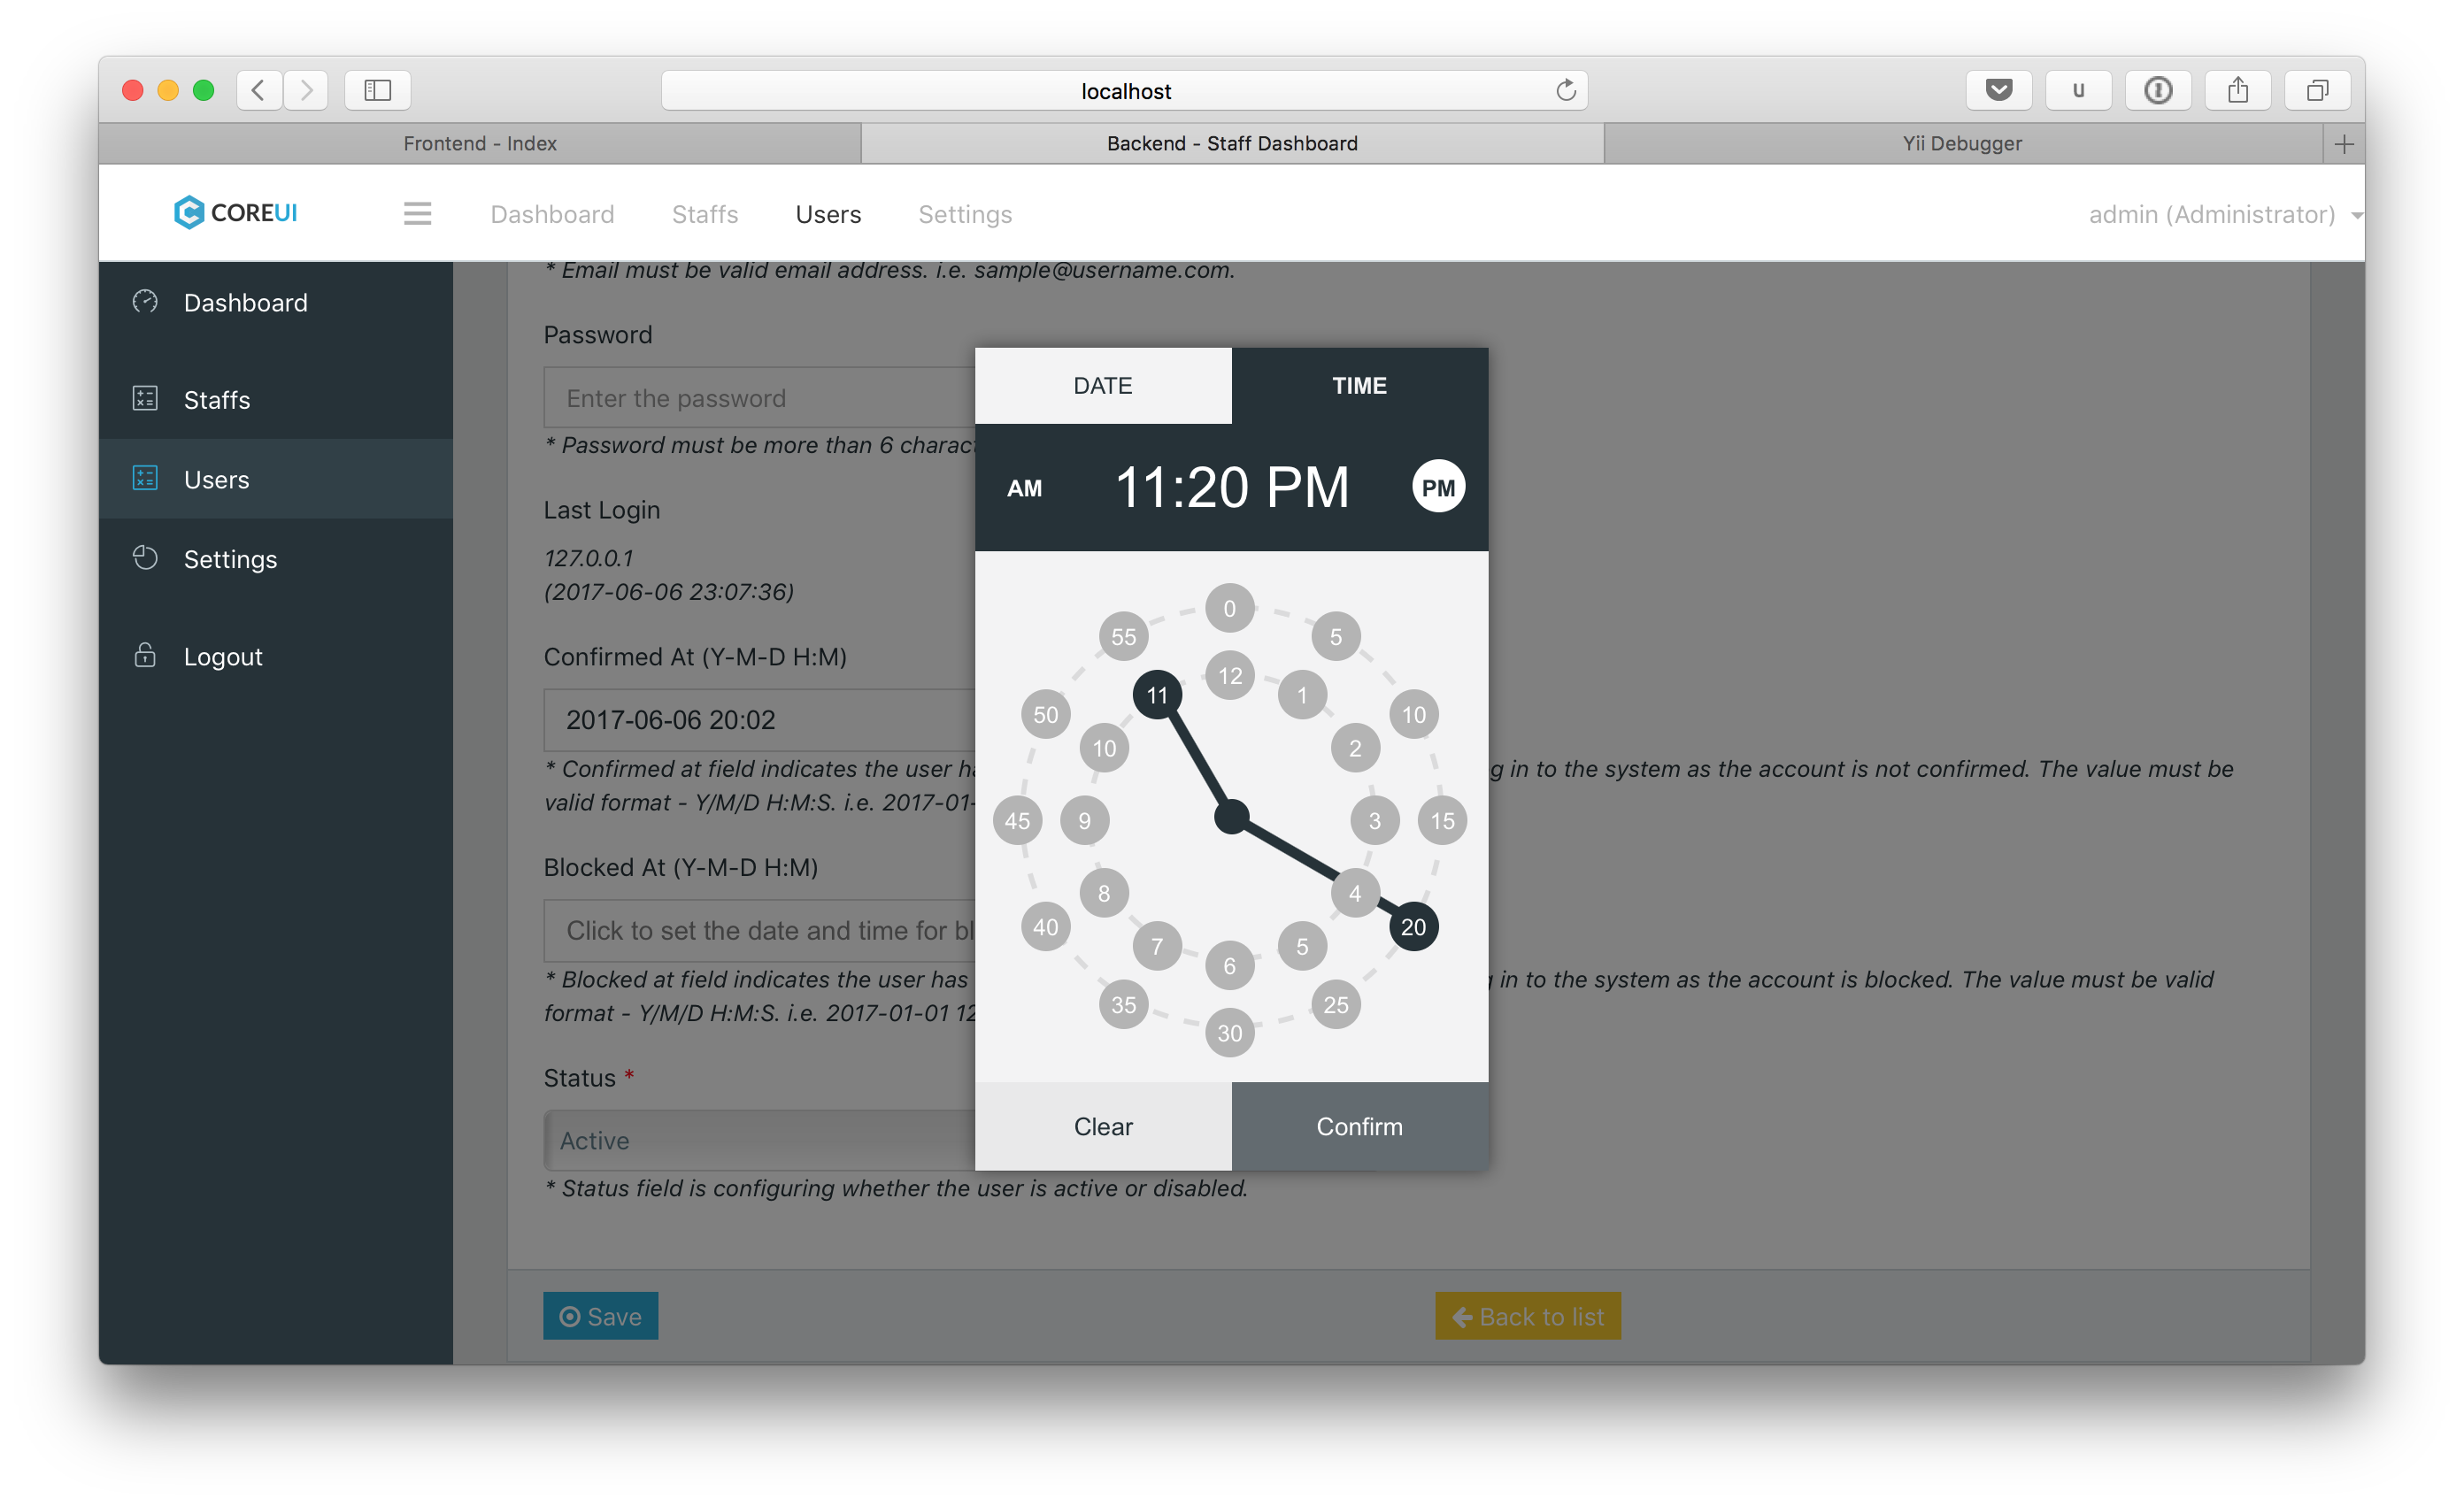 localhost
u
Frontend - Index
Backend - Staff Dashboard
Yii Debugger
COREUI
Dashboard
Staffs
Users
Settings
admin (Administrator)
Dashboard
Staffs
Users
Settings
Logout
* Email must be valid email address. i.e. sample@username.com.
Password
Enter the password
* Password must be more than 6
Last Login
127.0.0.1
(2017-06-06 23:07:36)
Confirmed At (Y-M-D H:M)
2017-06-06 20:02
* Confirmed at field indicates the user in to the system as the account is not confirmed. The value must be
valid format - Y/M/D H:M:S. i.e. 2017-01-
Blocked At (Y-M-D H:M)
Click to set the date and time for
* Blocked at field indicates the user has in to the system as the account is blocked. The value must be valid
format - Y/M/D H:M:S. i.e. 2017-01-01 12
Status *
Active
* Status field is configuring whether the user is active or disabled.
Save
Back to list
DATE
TIME
AM
11:20 PM
PM
0
5
10
15
20
25
30
35
40
45
50
55
12
1
2
3
4
5
6
7
8
9
10
11
Clear
Confirm